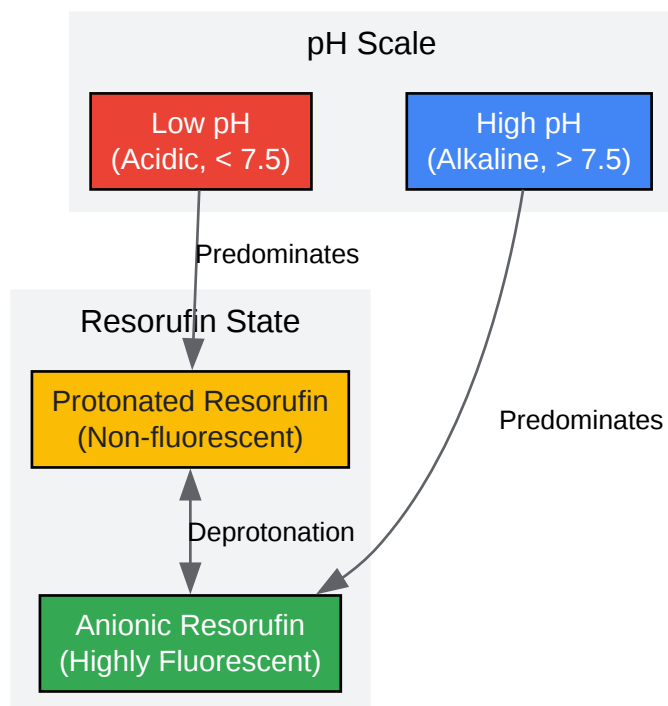 pH Scale
Low pH
(Acidic, < 7.5)
High pH
(Alkaline, > 7.5)
Predominates
Resorufin State
Protonated Resorufin
(Non-fluorescent)
Predominates
Deprotonation
Anionic Resorufin
(Highly Fluorescent)